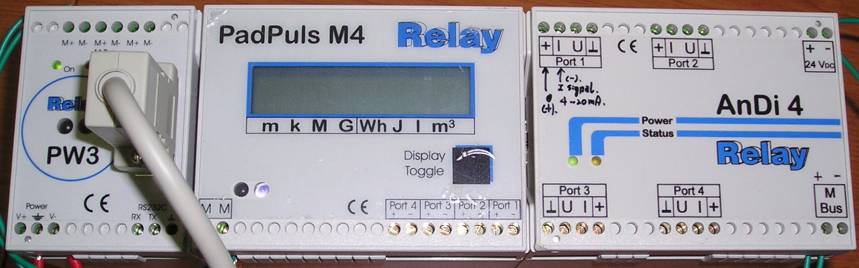 M+ M- M+ M- M+ M-
On
Relay
PW3
CE
Power
V+ V-
RS232C
RX TX
PadPuls M4
Relay
m k M G Wh J l m³
Display
Toggle
CE
M M
Port 4 Port 3 Port 2 Port 1
+ - + - + - + -
+ I U ⊥
Port 1
CE
+ I U ⊥
Port 2
+ -
24 VDC
(-).
I signal.
(+). 4-20mA.
AnDi 4
Power
Status
Relay
Port 3
⊥ U I +
Port 4
⊥ U I +
+ -
M
Bus